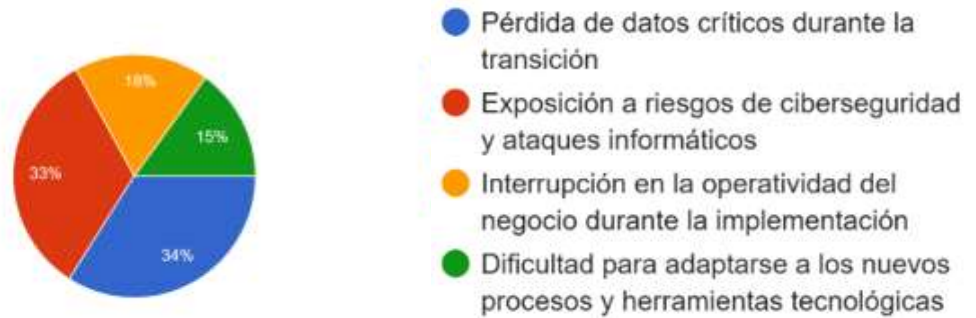 Pérdida de datos críticos durante la
transición
Exposición a riesgos de ciberseguridad
y ataques informáticos
Interrupción en la operatividad del
negocio durante la implementación
Dificultad para adaptarse a los nuevos
procesos y herramientas tecnológicas
18%
15%
33%
34%